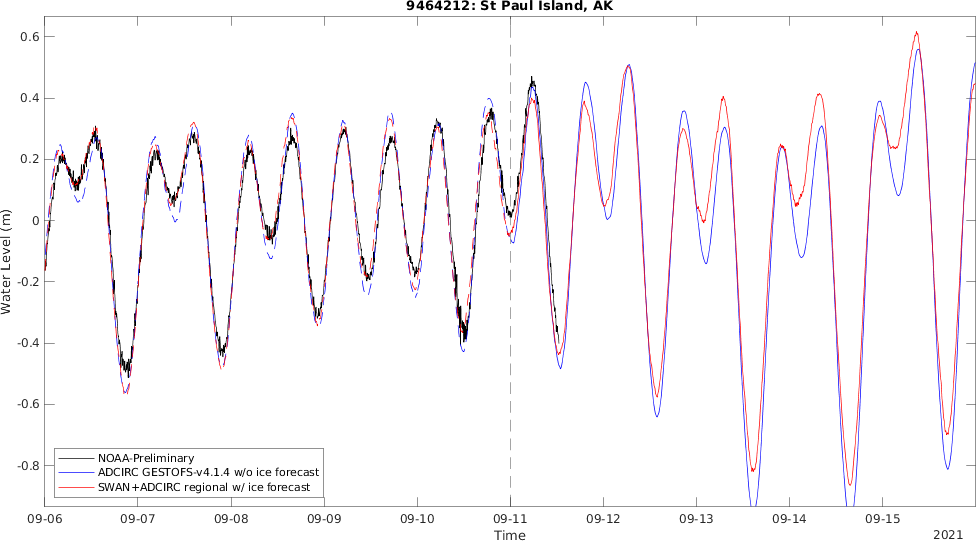 9464212: St Paul Island, AK
0.6
0.4
0.2
0
-0.2
-0.4
-0.6
-0.8
Water Level (m)
NOAA-Preliminary
ADCIRC GESTOFS-v4.1.4 w/o ice forecast
SWAN+ADCIRC regional w/ ice forecast
09-06 09-07 09-08 09-09 09-10 09-11 09-12 09-13 09-14 09-15
Time
2021